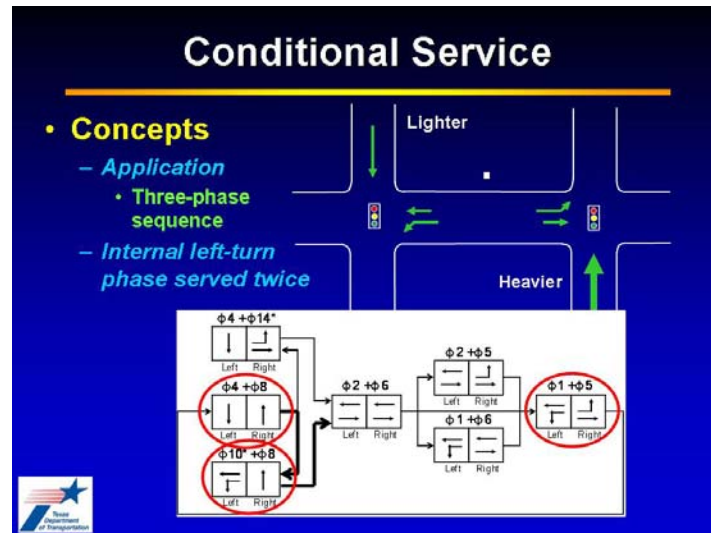 Conditional Service
• Concepts
– Application
• Three-phase
sequence
– Internal left-turn
phase served twice
Lighter
Heavier
ϕ4 +ϕ14*
Left Right
ϕ4 +ϕ8
Left Right
ϕ10* +ϕ8
Left Right
ϕ2 +ϕ6
Left Right
ϕ2 +ϕ5
Left Right
ϕ1 +ϕ6
Left Right
ϕ1 +ϕ5
Left Right
Texas
Department
of Transportation